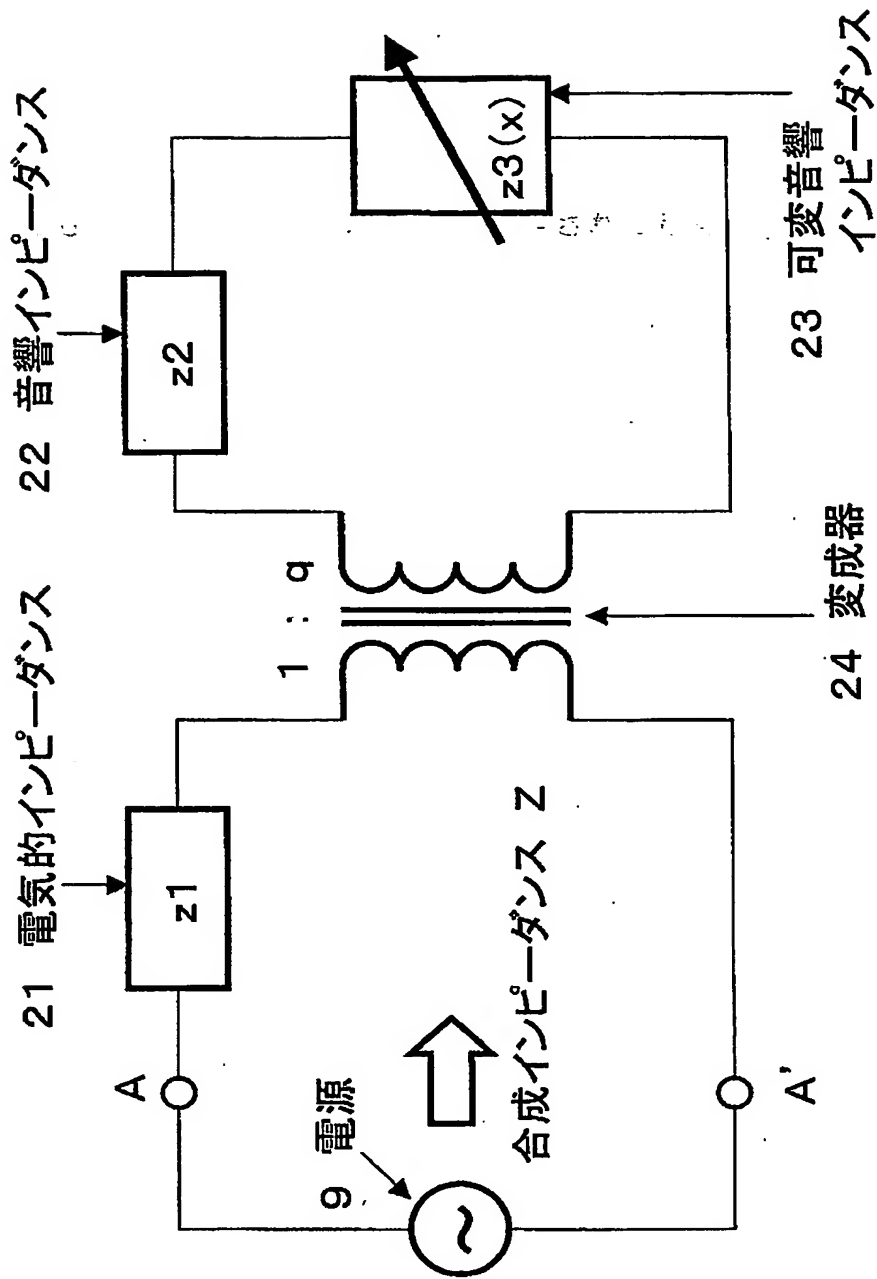 21 電気的インピーダンス
22 音響インピーダンス
z1
z2
1 : q
z3(x)
A
9 電源
~
合成インピーダンス Z
A'
24 変成器
23 可変音響
インピーダンス